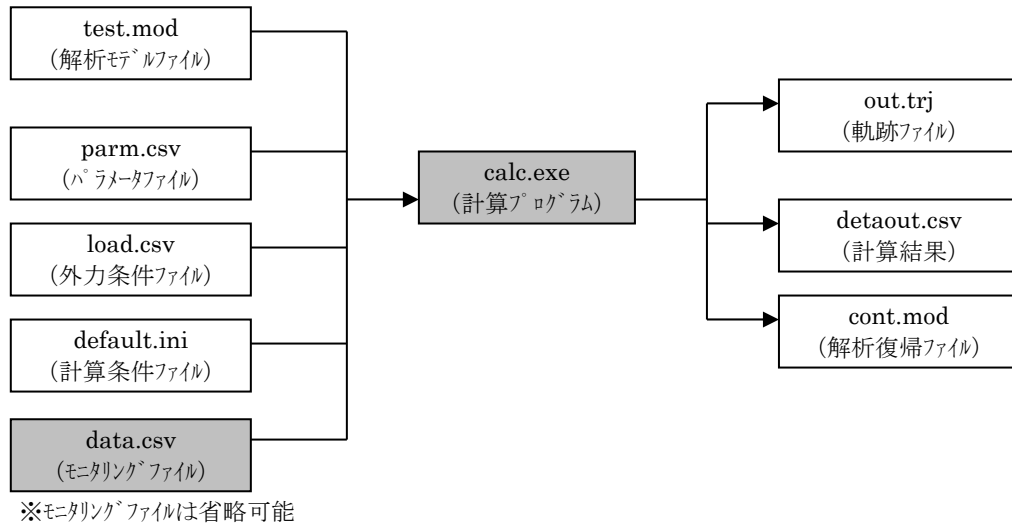 test.mod
(解析ﾓﾃﾞﾙﾌｧｲﾙ)
parm.csv
(ﾊﾟﾗﾒｰﾀﾌｧｲﾙ)
load.csv
(外力条件ﾌｧｲﾙ)
default.ini
(計算条件ﾌｧｲﾙ)
data.csv
(ﾓﾆﾀﾘﾝｸﾞﾌｧｲﾙ)
※ﾓﾆﾀﾘﾝｸﾞﾌｧｲﾙは省略可能
calc.exe
(計算ﾌﾟﾛｸﾞﾗﾑ)
out.trj
(軌跡ﾌｧｲﾙ)
detaout.csv
(計算結果)
cont.mod
(解析復帰ﾌｧｲﾙ)